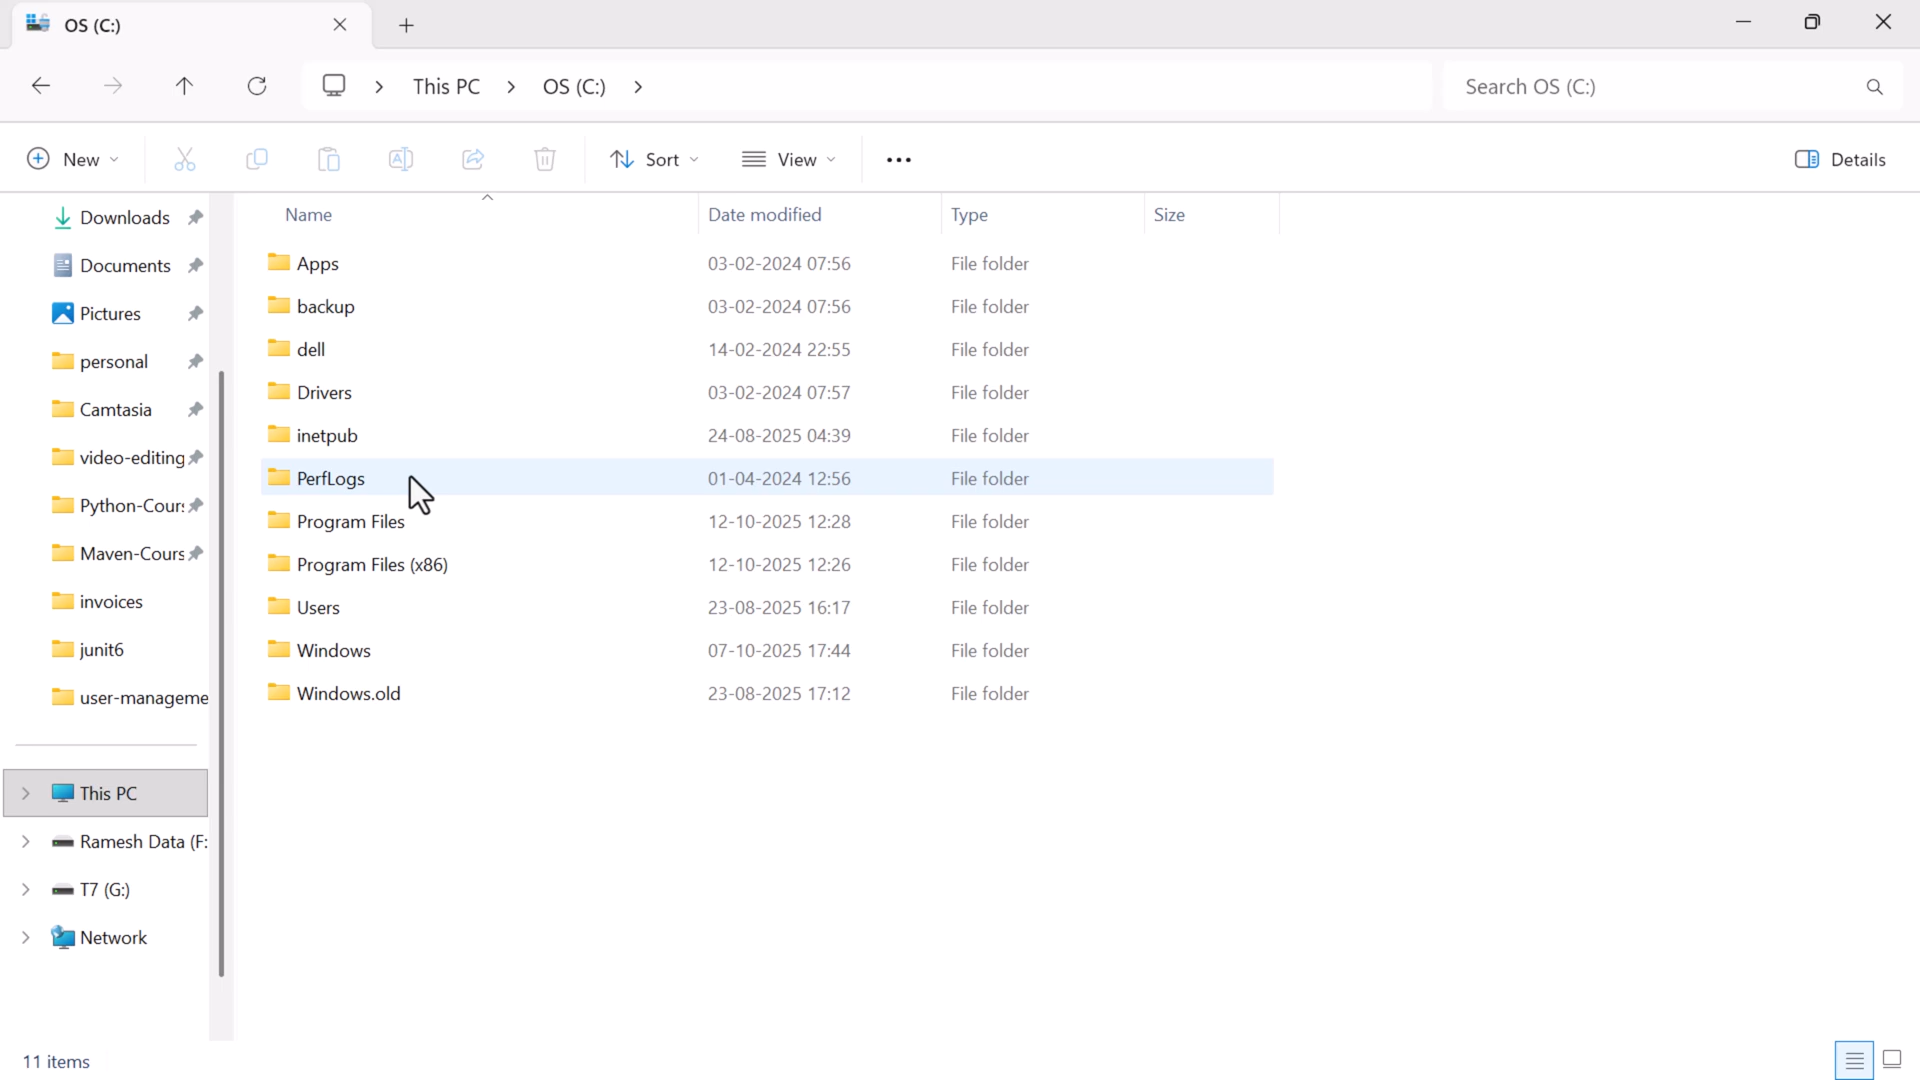 OS (C:)
This PC > OS (C:) >
Search OS (C:)
New
Sort
View
Details
Downloads
Documents
Pictures
personal
Camtasia
video-editing
Python-Cour
Maven-Cours
invoices
junit6
user-manageme
This PC
Ramesh Data (F:
T7 (G:)
Network
Name Date modified Type Size
Apps 03-02-2024 07:56 File folder
backup 03-02-2024 07:56 File folder
dell 14-02-2024 22:55 File folder
Drivers 03-02-2024 07:57 File folder
inetpub 24-08-2025 04:39 File folder
PerfLogs 01-04-2024 12:56 File folder
Program Files 12-10-2025 12:28 File folder
Program Files (x86) 12-10-2025 12:26 File folder
Users 23-08-2025 16:17 File folder
Windows 07-10-2025 17:44 File folder
Windows.old 23-08-2025 17:12 File folder
11 items